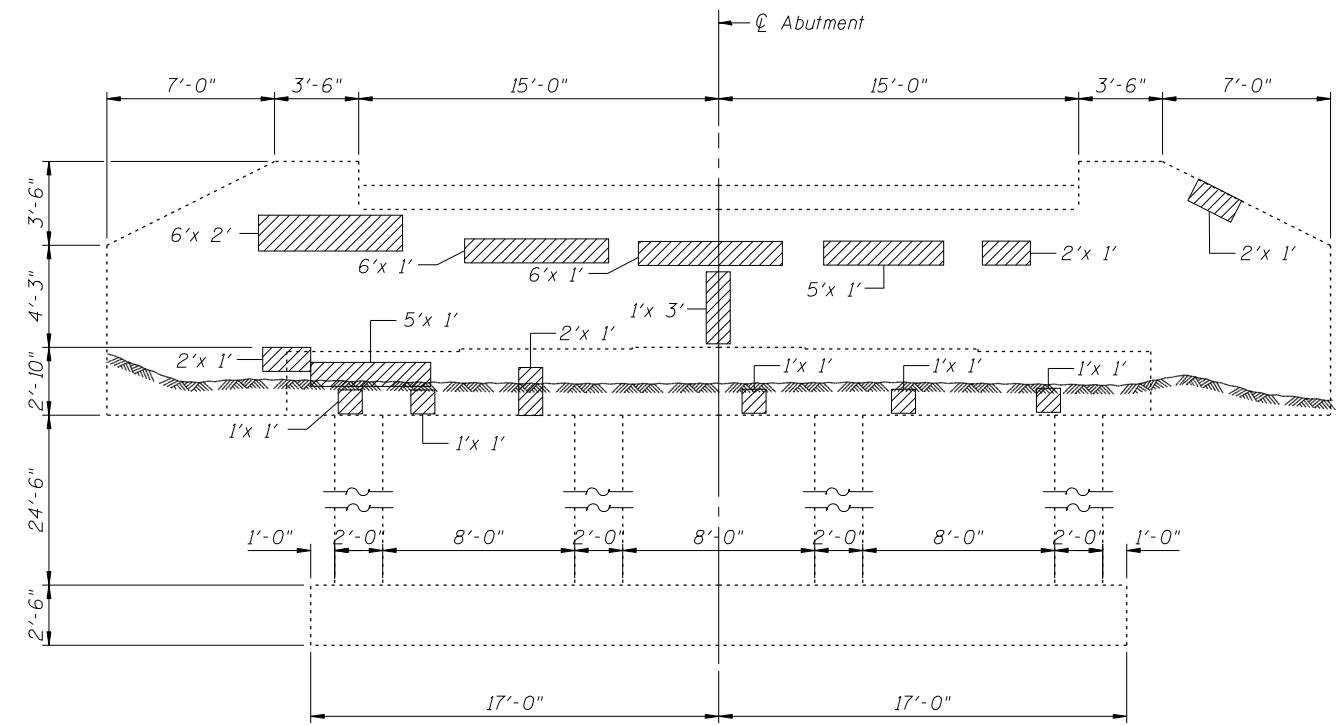 ℄ Abutment
7'-0"
3'-6"
15'-0"
15'-0"
3'-6"
7'-0"
3'-6"
4'-3"
2'-10"
24'-6"
2'-6"
6'x 2'
6'x 1'
6'x 1'
5'x 1'
2'x 1'
2'x 1'
1'x 3'
5'x 1'
2'x 1'
2'x 1'
1'x 1'
1'x 1'
1'x 1'
1'x 1'
1'x 1'
1'-0"
2'-0"
8'-0"
2'-0"
8'-0"
2'-0"
8'-0"
2'-0"
1'-0"
17'-0"
17'-0"